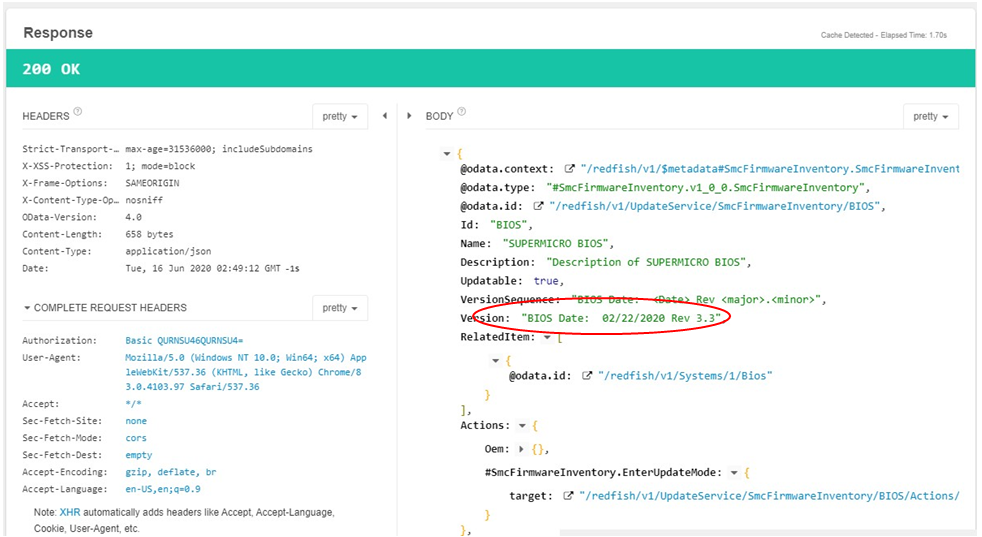 Response
Cache Detected - Elapsed Time: 1.70s
200 OK
HEADERS ?
pretty
Strict-Transport-… max-age=31536000; includeSubdomains
X-XSS-Protection: 1; mode=block
X-Frame-Options: SAMEORIGIN
X-Content-Type-Op… nosniff
OData-Version: 4.0
Content-Length: 658 bytes
Content-Type: application/json
Date: Tue, 16 Jun 2020 02:49:12 GMT -1s
COMPLETE REQUEST HEADERS
pretty
Authorization: Basic QURNSU46QURNSU4=
User-Agent: Mozilla/5.0 (Windows NT 10.0; Win64; x64) App
leWebKit/537.36 (KHTML, like Gecko) Chrome/8
3.0.4103.97 Safari/537.36
Accept: */*
Sec-Fetch-Site: none
Sec-Fetch-Mode: cors
Sec-Fetch-Dest: empty
Accept-Encoding: gzip, deflate, br
Accept-Language: en-US,en;q=0.9
Note: XHR automatically adds headers like Accept, Accept-Language,
Cookie, User-Agent, etc.
BODY ?
pretty
{
@odata.context: "/redfish/v1/$metadata#SmcFirmwareInventory.SmcFirmwareInvent
@odata.type: "#SmcFirmwareInventory.v1_0_0.SmcFirmwareInventory",
@odata.id: "/redfish/v1/UpdateService/SmcFirmwareInventory/BIOS",
Id: "BIOS",
Name: "SUPERMICRO BIOS",
Description: "Description of SUPERMICRO BIOS",
Updatable: true,
VersionSequence: "BIOS Date: <Date> Rev <major>.<minor>",
Version: "BIOS Date: 02/22/2020 Rev 3.3",
RelatedItem: [
{
@odata.id: "/redfish/v1/Systems/1/Bios"
}
],
Actions: {
Oem: {},
#SmcFirmwareInventory.EnterUpdateMode: {
target: "/redfish/v1/UpdateService/SmcFirmwareInventory/BIOS/Actions/
}
},